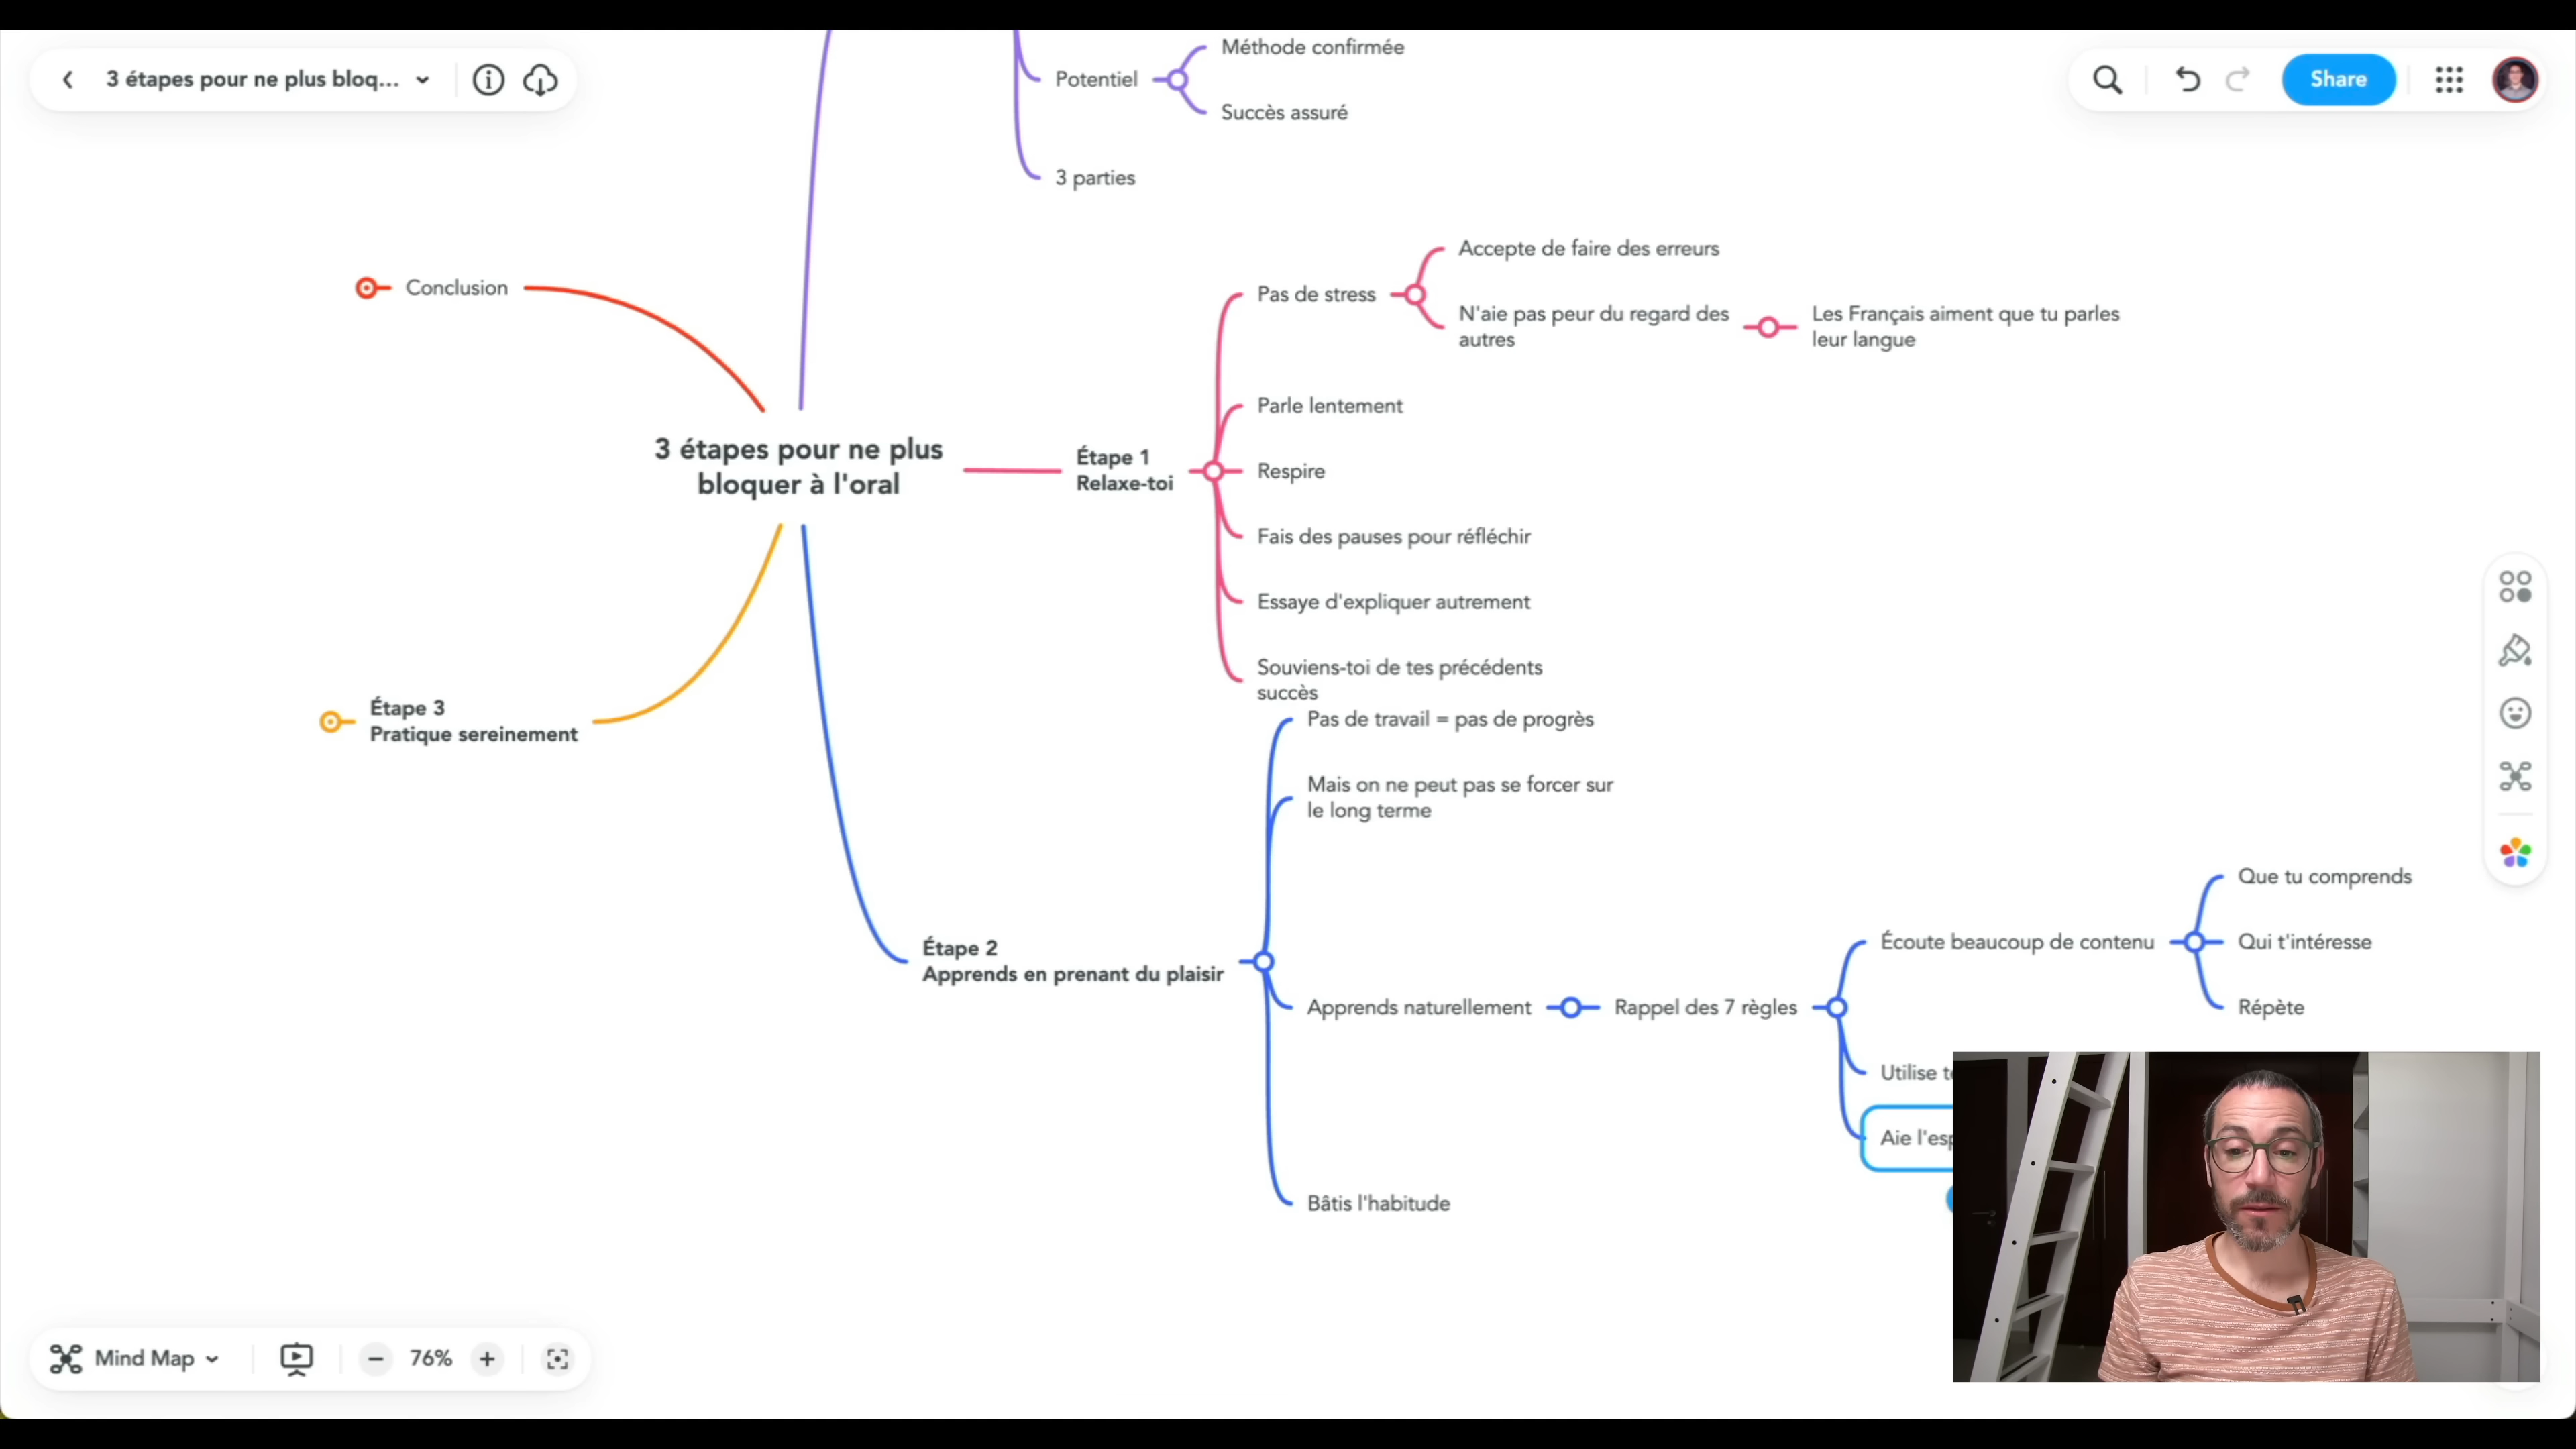 3 étapes pour ne plus bloq...
Share
Méthode confirmée
Potentiel
Succès assuré
3 parties
Conclusion
3 étapes pour ne plus
bloquer à l'oral
Étape 1
Relaxe-toi
Pas de stress
Accepte de faire des erreurs
N'aie pas peur du regard des
autres
Les Français aiment que tu parles
leur langue
Parle lentement
Respire
Fais des pauses pour réfléchir
Essaye d'expliquer autrement
Souviens-toi de tes précédents
succès
Étape 3
Pratique sereinement
Étape 2
Apprends en prenant du plaisir
Pas de travail = pas de progrès
Mais on ne peut pas se forcer sur
le long terme
Apprends naturellement
Rappel des 7 règles
Écoute beaucoup de contenu
Que tu comprends
Qui t'intéresse
Répète
Utilise
Aie
Bâtis l'habitude
Mind Map
76%